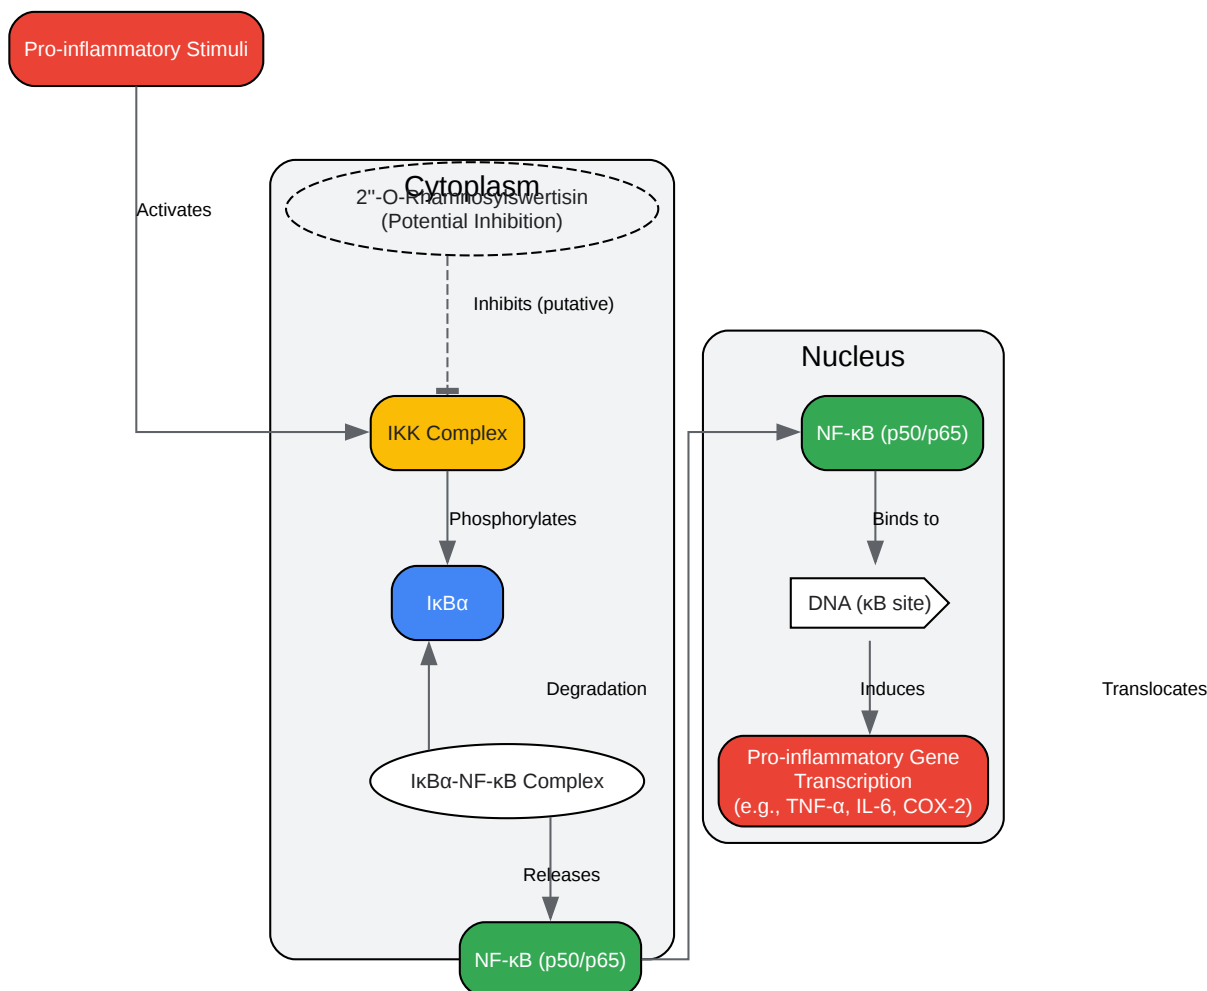 Pro-inflammatory Stimuli
Activates
Cytoplasm
2"-O-Rhamnosylswertisin
(Potential Inhibition)
Inhibits (putative)
IKK Complex
Phosphorylates
IκBα
Degradation
IκBα-NF-κB Complex
Releases
NF-κB (p50/p65)
Nucleus
NF-κB (p50/p65)
Binds to
DNA (κB site)
Induces
Translocates
Pro-inflammatory Gene
Transcription
(e.g., TNF-α, IL-6, COX-2)